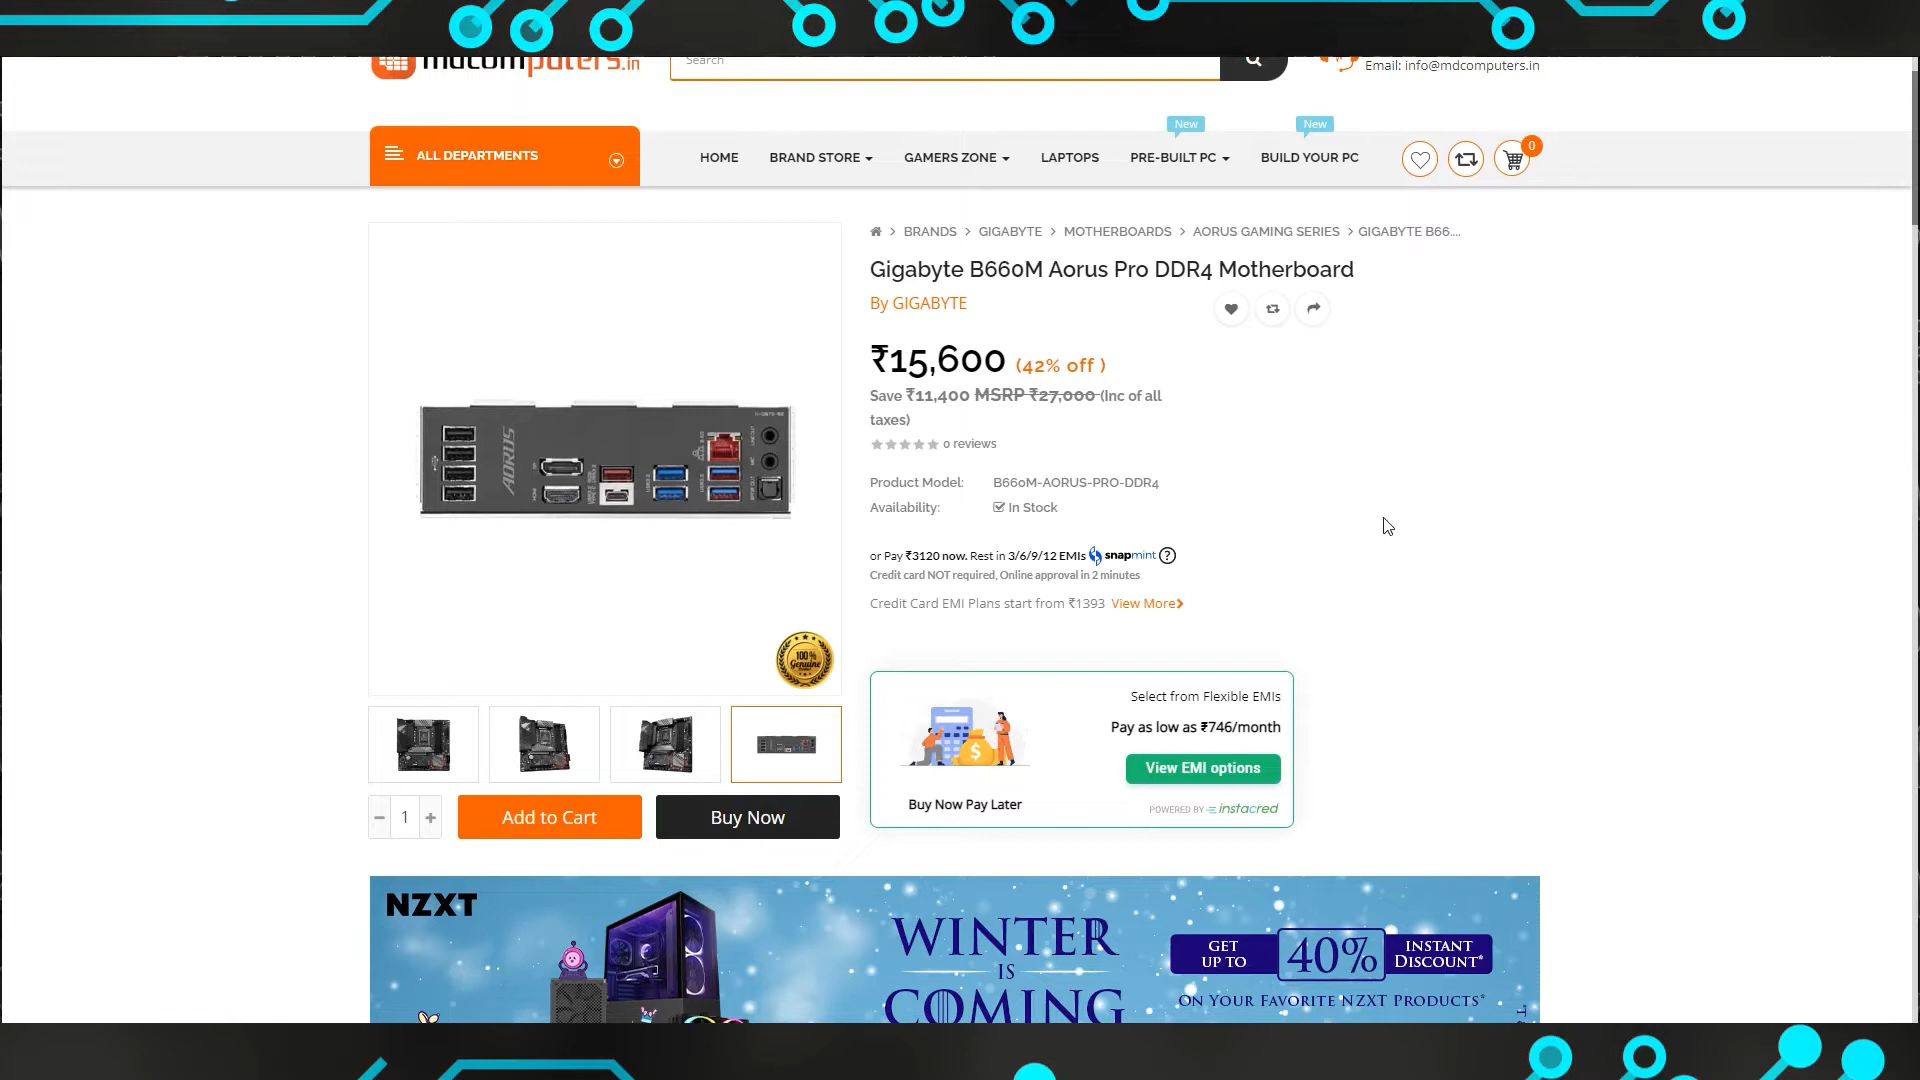 mdcomputers.in
Search
Email: info@mdcomputers.in
New
New
ALL DEPARTMENTS
HOME
BRAND STORE
GAMERS ZONE
LAPTOPS
PRE-BUILT PC
BUILD YOUR PC
0
BRANDS > GIGABYTE > MOTHERBOARDS > AORUS GAMING SERIES > GIGABYTE B66....
Gigabyte B660M Aorus Pro DDR4 Motherboard
By GIGABYTE
₹15,600 (42% off )
Save ₹11,400 MSRP ₹27,000 (Inc of all
taxes)
0 reviews
Product Model: B660M-AORUS-PRO-DDR4
Availability: In Stock
or Pay ₹3120 now. Rest in 3/6/9/12 EMIs snapmint ?
Credit card NOT required, Online approval in 2 minutes
Credit Card EMI Plans start from ₹1393 View More
AORUS
100%
Genuine
Select from Flexible EMIs
Pay as low as ₹746/month
View EMI options
Buy Now Pay Later
POWERED BY instacred
1
Add to Cart
Buy Now
NZXT
WINTER
IS
COMING
GET
UP TO
40%
INSTANT
DISCOUNT*
ON YOUR FAVORITE NZXT PRODUCTS*